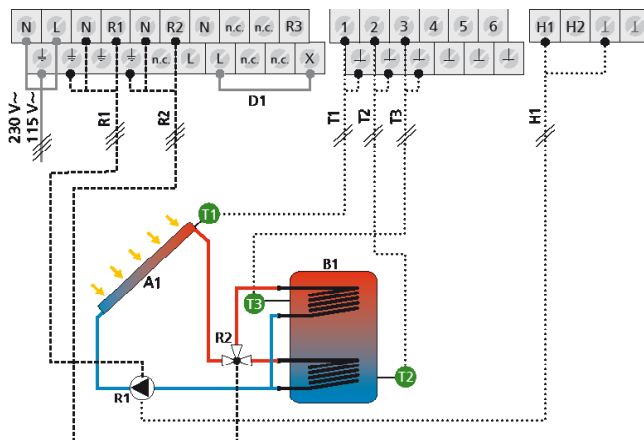 N L N R1 N R2 N n.c. n.c. R3
n.c. L L n.c. n.c. X
1 2 3 4 5 6
H1 H2
D1
230 V~
115 V~
R1
R2
T1
T2
T3
H1
T1
A1
B1
T3
R2
T2
R1